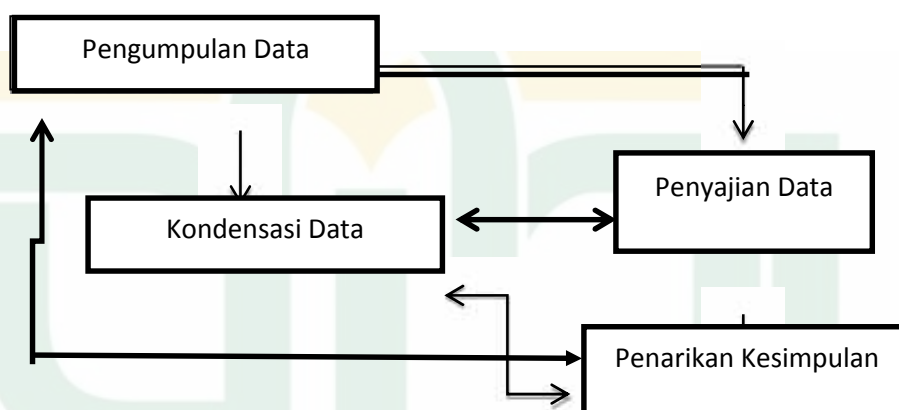 Pengumpulan Data
Penyajian Data
Kondensasi Data
Penarikan Kesimpulan